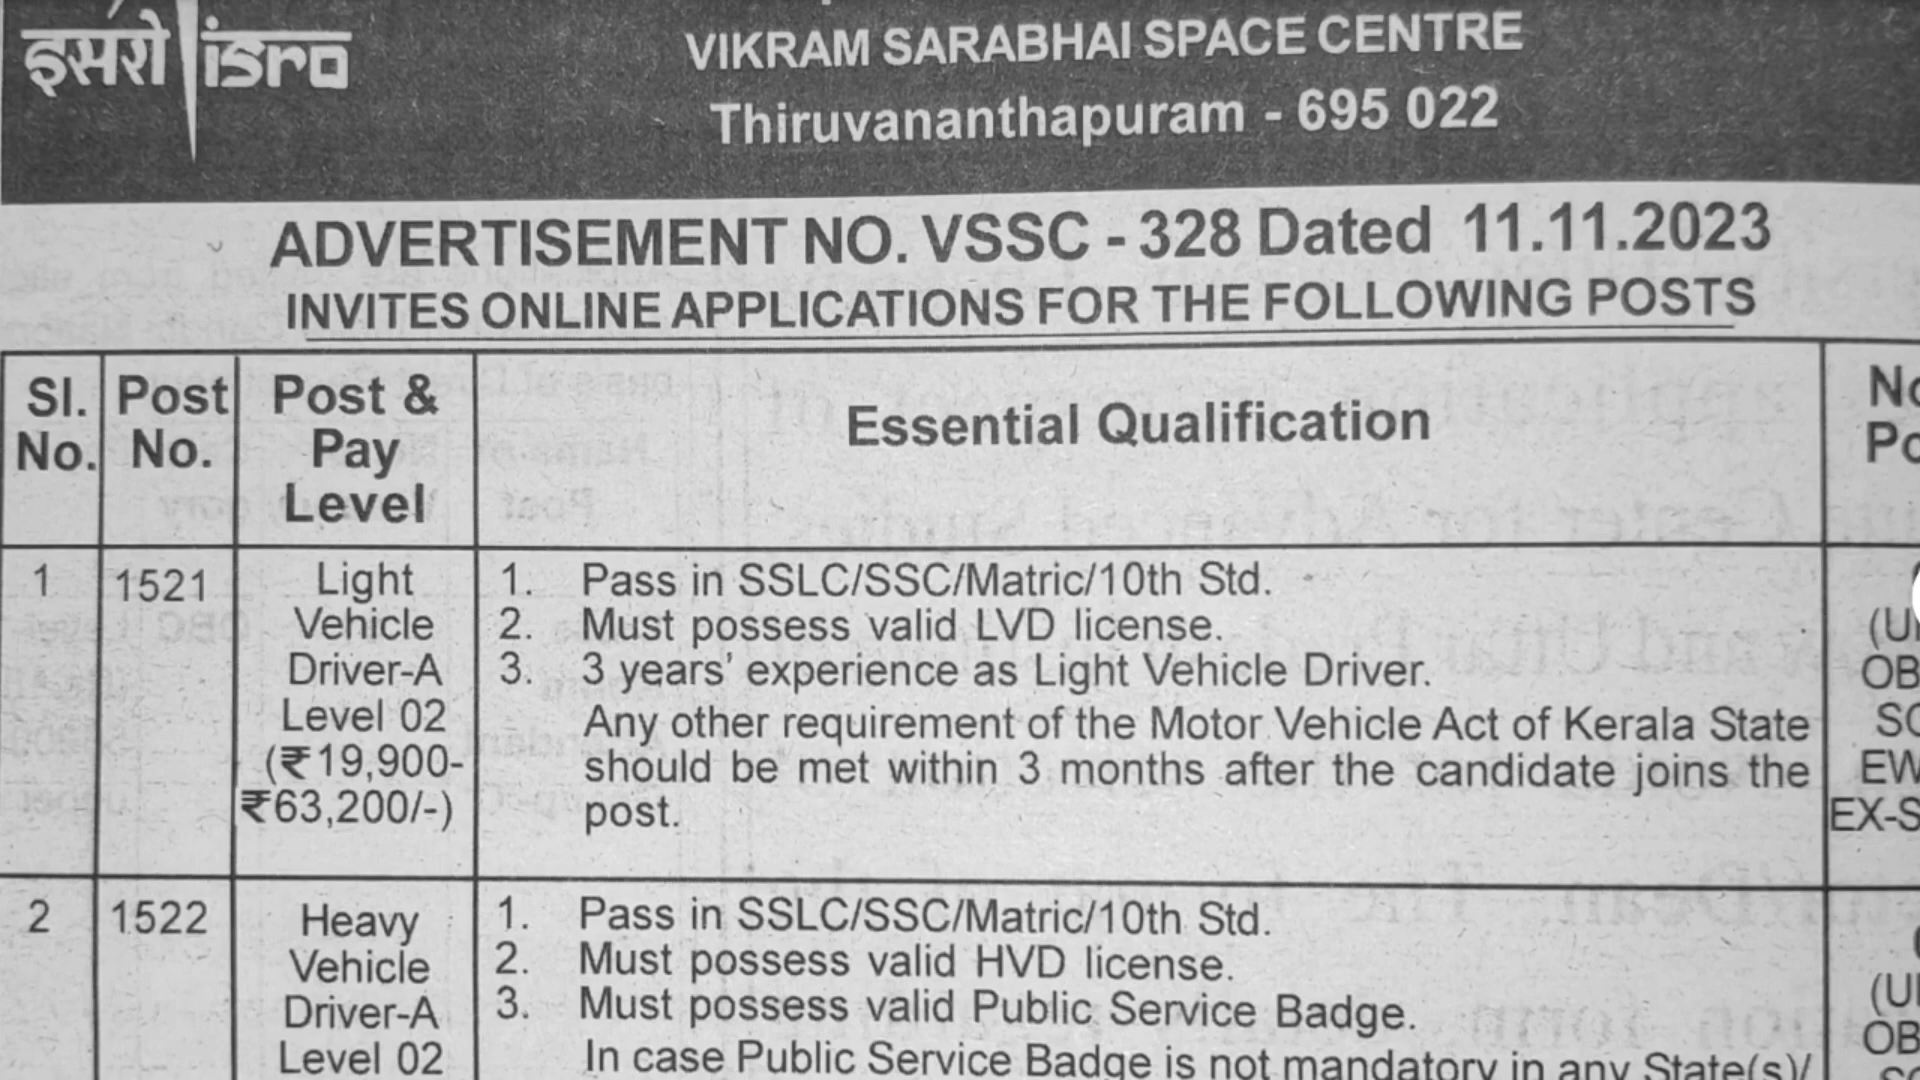 इसरो isro
VIKRAM SARABHAI SPACE CENTRE
Thiruvananthapuram - 695 022
ADVERTISEMENT NO. VSSC - 328 Dated 11.11.2023
INVITES ONLINE APPLICATIONS FOR THE FOLLOWING POSTS
Sl. No.
Post No.
Post & Pay Level
Essential Qualification
1
1521
Light
Vehicle
Driver-A
Level 02
(₹19,900-
₹63,200/-)
1. Pass in SSLC/SSC/Matric/10th Std.
2. Must possess valid LVD license.
3. 3 years' experience as Light Vehicle Driver.
Any other requirement of the Motor Vehicle Act of Kerala State
should be met within 3 months after the candidate joins the
post.
2
1522
Heavy
Vehicle
Driver-A
Level 02
1. Pass in SSLC/SSC/Matric/10th Std.
2. Must possess valid HVD license.
3. Must possess valid Public Service Badge.
In case Public Service Badge is not mandatory in any State(s)/